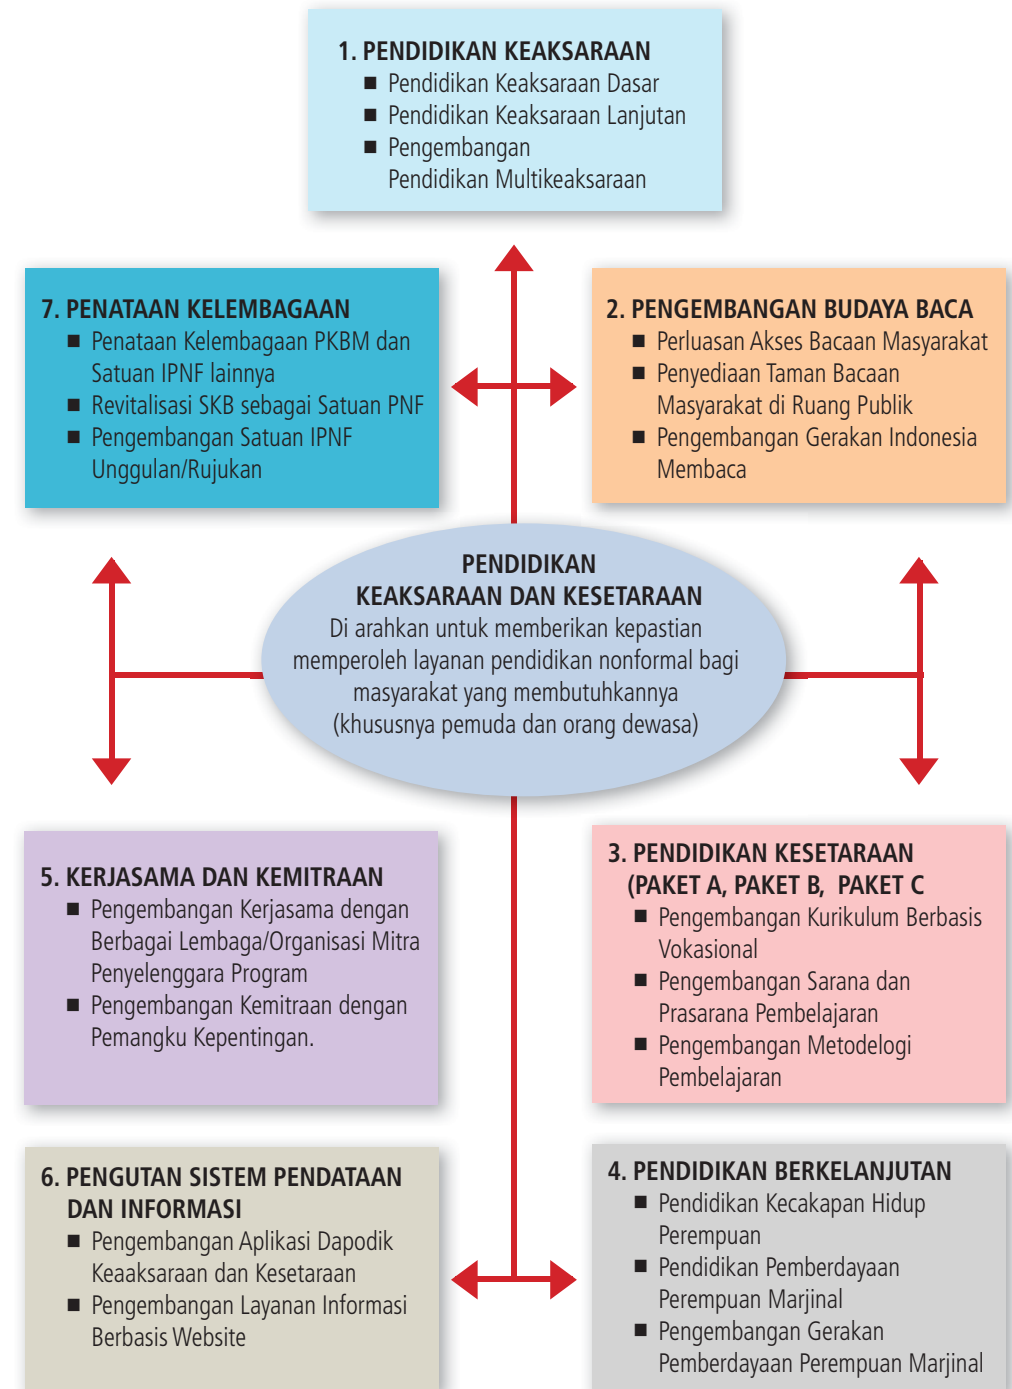 1. PENDIDIKAN KEAKSARAAN
■ Pendidikan Keaksaraan Dasar
■ Pendidikan Keaksaraan Lanjutan
■ Pengembangan
Pendidikan Multikeaksaraan
7. PENATAAN KELEMBAGAAN
■ Penataan Kelembagaan PKBM dan
Satuan IPNF lainnya
■ Revitalisasi SKB sebagai Satuan PNF
■ Pengembangan Satuan IPNF
Unggulan/Rujukan
2. PENGEMBANGAN BUDAYA BACA
■ Perluasan Akses Bacaan Masyarakat
■ Penyediaan Taman Bacaan
Masyarakat di Ruang Publik
■ Pengembangan Gerakan Indonesia
Membaca
PENDIDIKAN
KEAKSARAAN DAN KESETARAAN
Di arahkan untuk memberikan kepastian
memperoleh layanan pendidikan nonformal bagi
masyarakat yang membutuhkannya
(khususnya pemuda dan orang dewasa)
5. KERJASAMA DAN KEMITRAAN
■ Pengembangan Kerjasama dengan
Berbagai Lembaga/Organisasi Mitra
Penyelenggara Program
■ Pengembangan Kemitraan dengan
Pemangku Kepentingan.
3. PENDIDIKAN KESETARAAN
(PAKET A, PAKET B, PAKET C
■ Pengembangan Kurikulum Berbasis
Vokasional
■ Pengembangan Sarana dan
Prasarana Pembelajaran
■ Pengembangan Metodelogi
Pembelajaran
6. PENGUTAN SISTEM PENDATAAN
DAN INFORMASI
■ Pengembangan Aplikasi Dapodik
Keaaksaraan dan Kesetaraan
■ Pengembangan Layanan Informasi
Berbasis Website
4. PENDIDIKAN BERKELANJUTAN
■ Pendidikan Kecakapan Hidup
Perempuan
■ Pendidikan Pemberdayaan
Perempuan Marjinal
■ Pengembangan Gerakan
Pemberdayaan Perempuan Marjinal